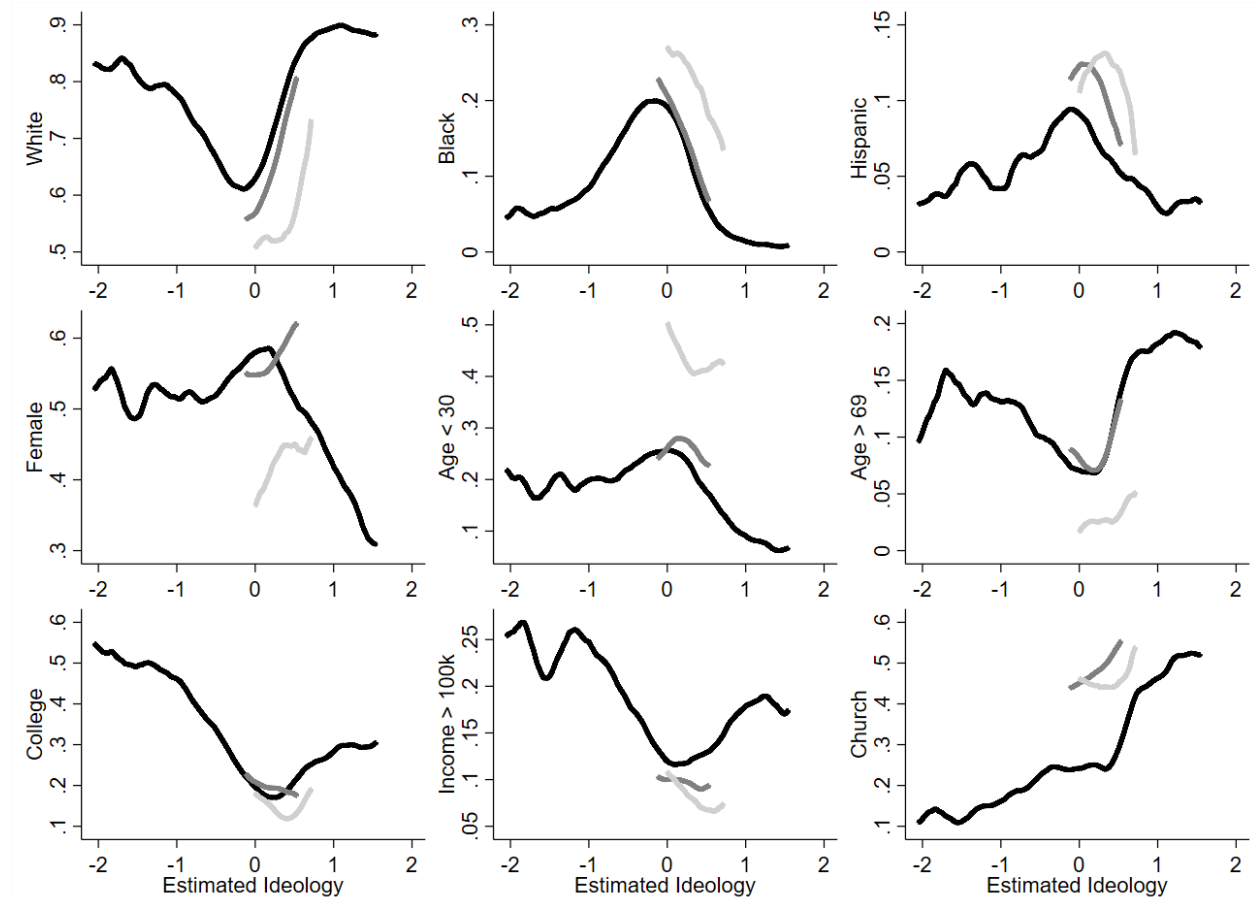 White
.5 .6 .7 .8 .9
-2 -1 0 1 2
Black
0 .1 .2 .3
-2 -1 0 1 2
Hispanic
0 .05 .1 .15
-2 -1 0 1 2
Female
.3 .4 .5 .6
-2 -1 0 1 2
Age < 30
.1 .2 .3 .4 .5
-2 -1 0 1 2
Age > 69
0 .05 .1 .15 .2
-2 -1 0 1 2
College
.1 .2 .3 .4 .5 .6
-2 -1 0 1 2
Estimated Ideology
Income > 100k
.05 .1 .15 .2 .25
-2 -1 0 1 2
Estimated Ideology
Church
.1 .2 .3 .4 .5 .6
-2 -1 0 1 2
Estimated Ideology